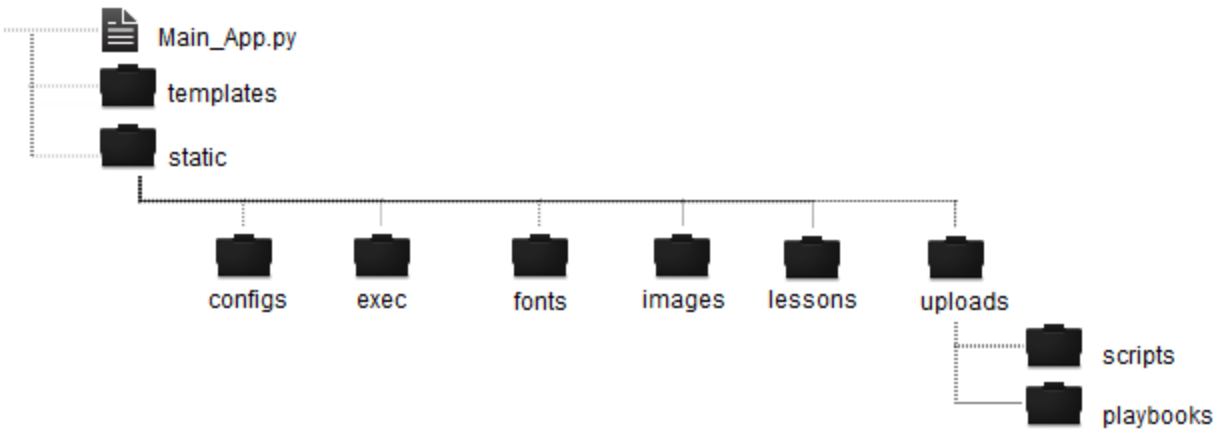 Main_App.py
templates
static
configs
exec
fonts
images
lessons
uploads
scripts
playbooks